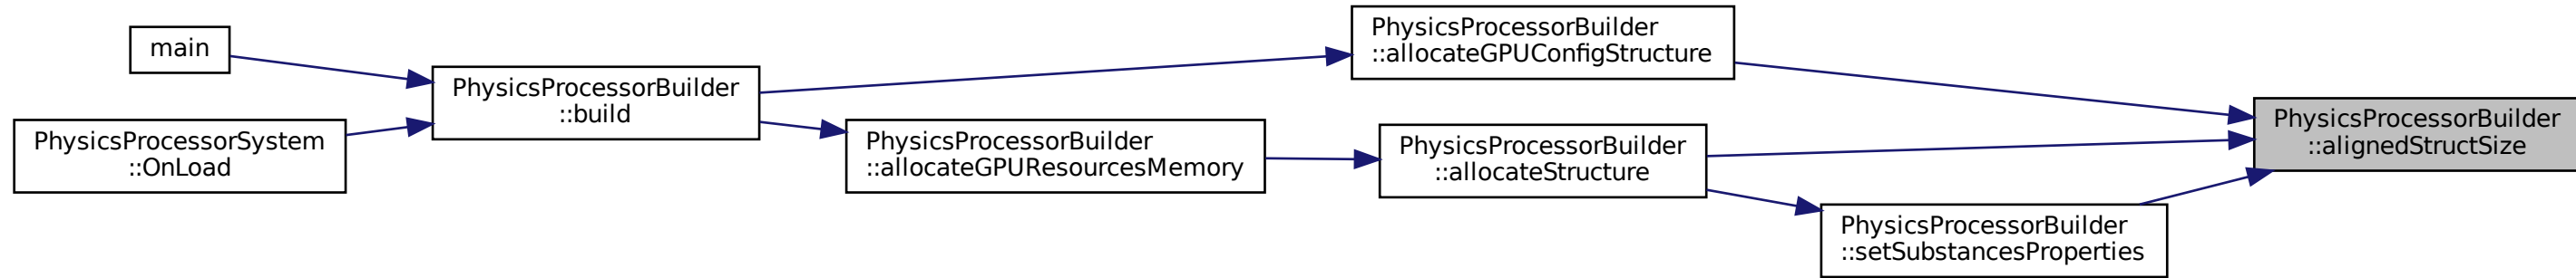 main
PhysicsProcessorSystem
::OnLoad
PhysicsProcessorBuilder
::build
PhysicsProcessorBuilder
::allocateGPUResourcesMemory
PhysicsProcessorBuilder
::allocateGPUConfigStructure
PhysicsProcessorBuilder
::allocateStructure
PhysicsProcessorBuilder
::setSubstancesProperties
PhysicsProcessorBuilder
::alignedStructSize